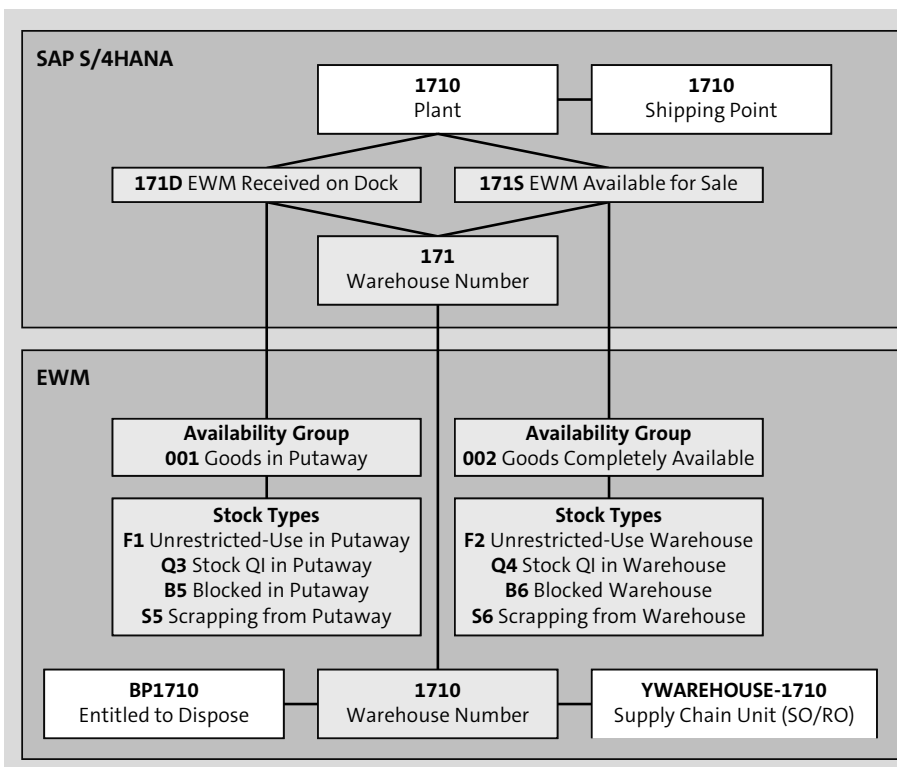 SAP S/4HANA
1710
Plant
1710
Shipping Point
171D EWM Received on Dock
171S EWM Available for Sale
171
Warehouse Number
EWM
Availability Group
001 Goods in Putaway
Availability Group
002 Goods Completely Available
Stock Types
F1 Unrestricted-Use in Putaway
Q3 Stock QI in Putaway
B5 Blocked in Putaway
S5 Scrapping from Putaway
Stock Types
F2 Unrestricted-Use Warehouse
Q4 Stock QI in Warehouse
B6 Blocked Warehouse
S6 Scrapping from Warehouse
BP1710
Entitled to Dispose
1710
Warehouse Number
YWAREHOUSE-1710
Supply Chain Unit (SO/RO)